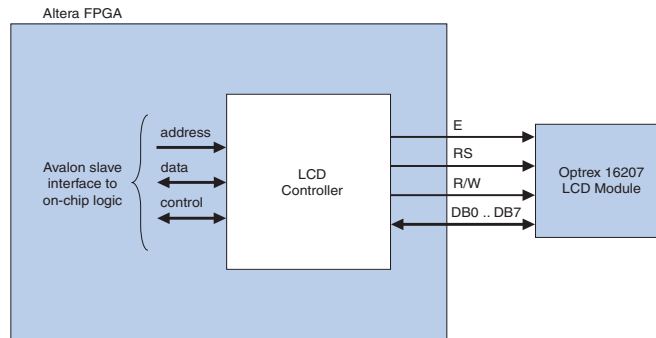 Altera FPGA
Avalon slave
interface to
on-chip logic
address
data
control
LCD
Controller
E
RS
R/W
DB0 .. DB7
Optrex 16207
LCD Module